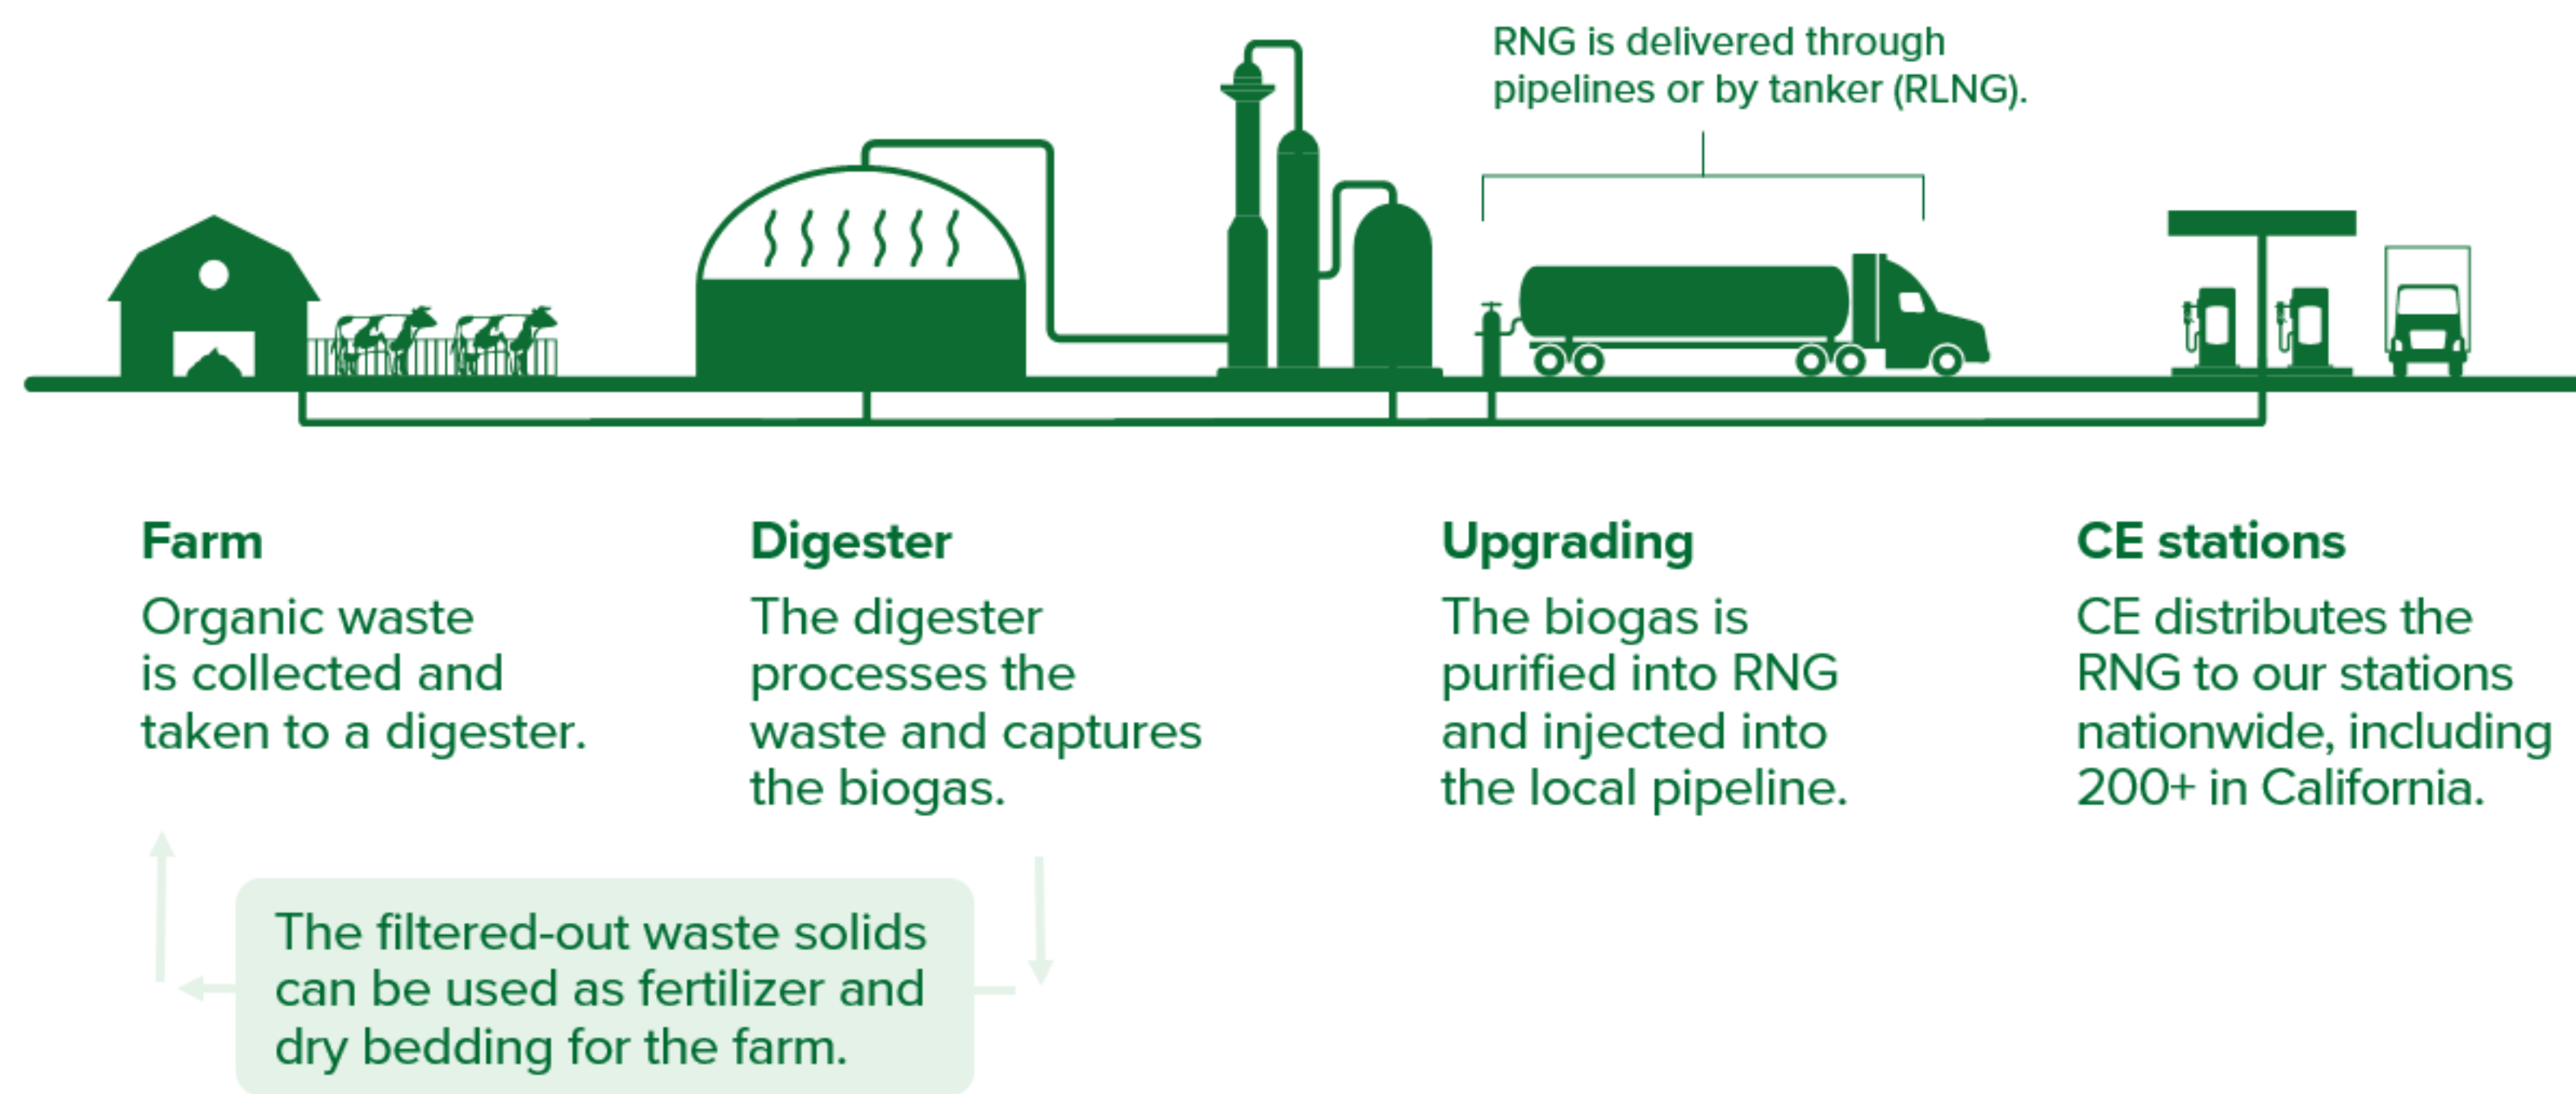 RNG is delivered through
pipelines or by tanker (RLNG).
Farm
Organic waste
is collected and
taken to a digester.
Digester
The digester
processes the
waste and captures
the biogas.
Upgrading
The biogas is
purified into RNG
and injected into
the local pipeline.
CE stations
CE distributes the
RNG to our stations
nationwide, including
200+ in California.
The filtered-out waste solids
can be used as fertilizer and
dry bedding for the farm.